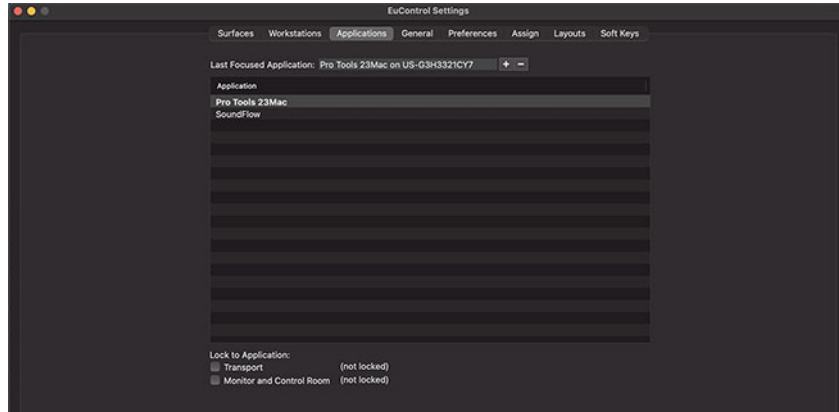 EuControl Settings
Surfaces Workstations Applications General Preferences Assign Layouts Soft Keys
Last Focused Application: Pro Tools 23Mac on US-G3H3321CY7 + −
Application
Pro Tools 23Mac
SoundFlow
Lock to Application:
Transport (not locked)
Monitor and Control Room (not locked)